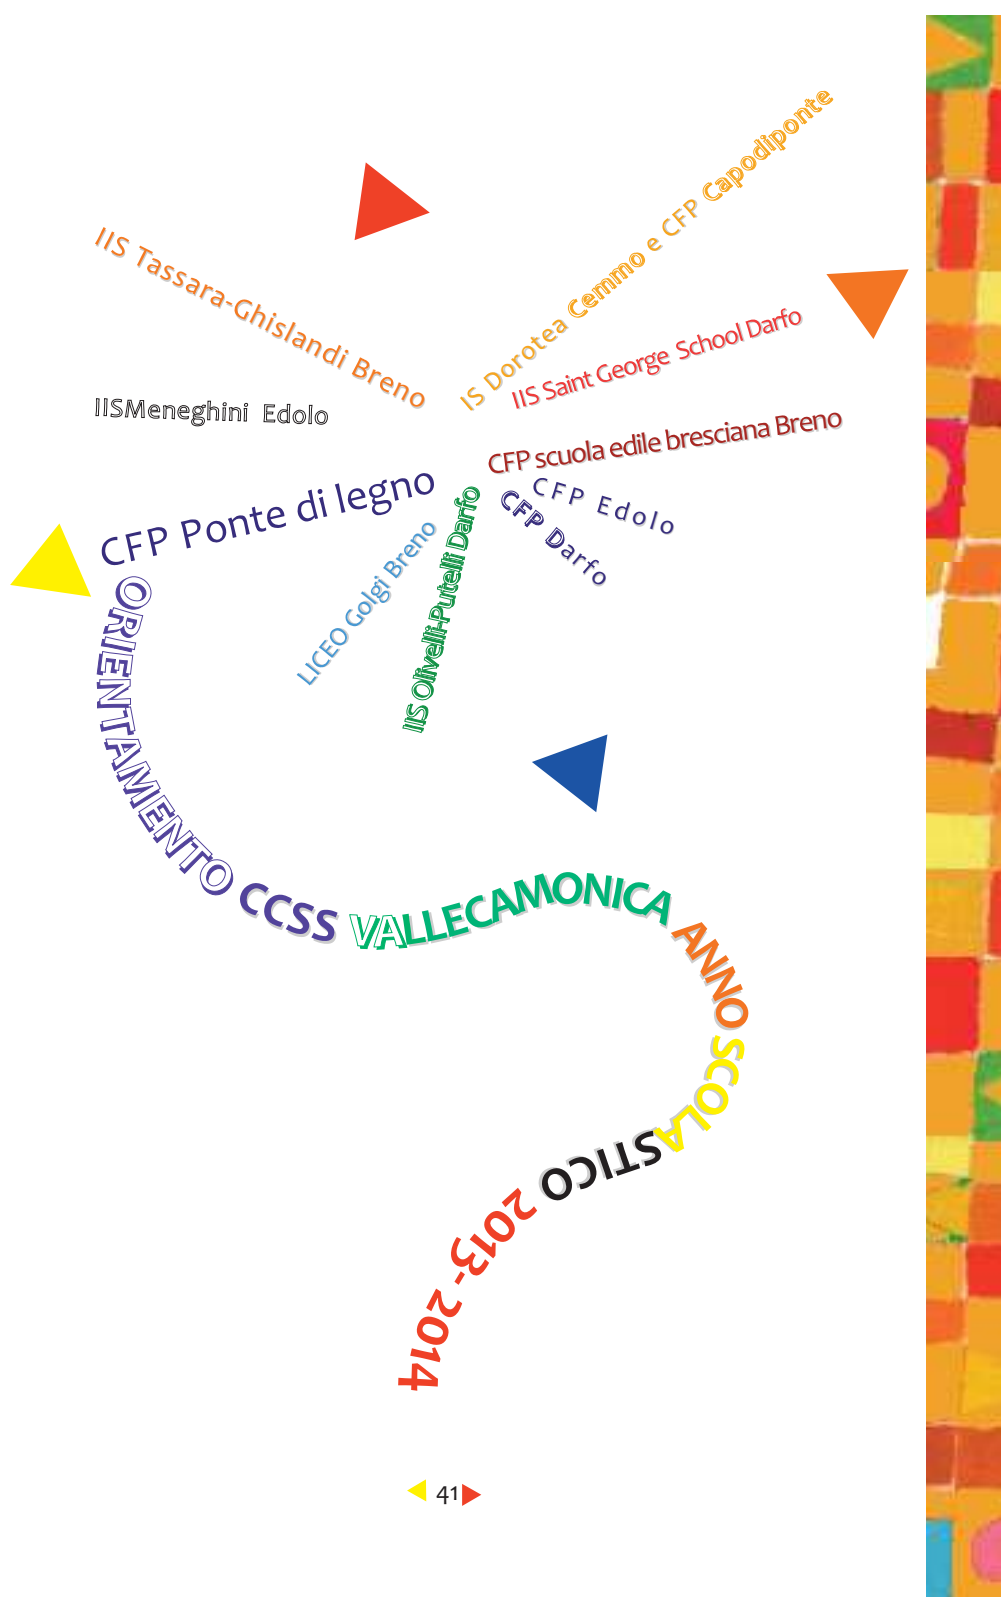 IS Dorotea Cemmo e CFP Capodiponte
IIS Tassara-Ghislandi Breno
IIS Saint George School Darfo
IISMeneghini Edolo
CFP scuola edile bresciana Breno
CFP Ponte di legno
CFP Edolo
CFP Darfo
LICEO Golgi Breno
IIS Olivelli-Putelli Darfo
ORIENTAMENTO CCSS VALLECAMONICA ANNO SCOLASTICO 2013- 2014
41